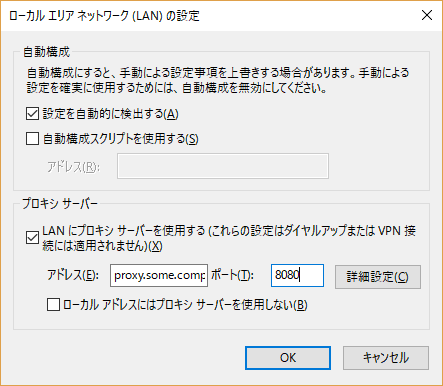 ローカル エリア ネットワーク (LAN) の設定
自動構成
自動構成にすると、手動による設定事項を上書きする場合があります。手動による
設定を確実に使用するためには、自動構成を無効にしてください。
設定を自動的に検出する(A)
自動構成スクリプトを使用する(S)
アドレス(R):
プロキシ サーバー
LAN にプロキシ サーバーを使用する (これらの設定はダイヤルアップまたは VPN 接
続には適用されません)(X)
アドレス(E): proxy.some.comp ポート(T): 8080 詳細設定(C)
ローカル アドレスにはプロキシ サーバーを使用しない(B)
OK キャンセル